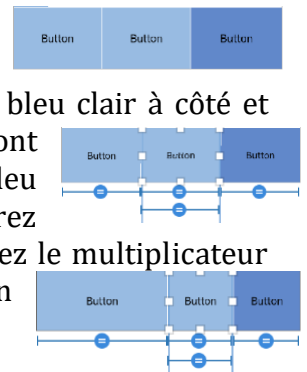 Button Button Button
bleu clair à côté et
ont
Button Button Button
leu
rez
ez le multiplicateur
n
Button Button Button